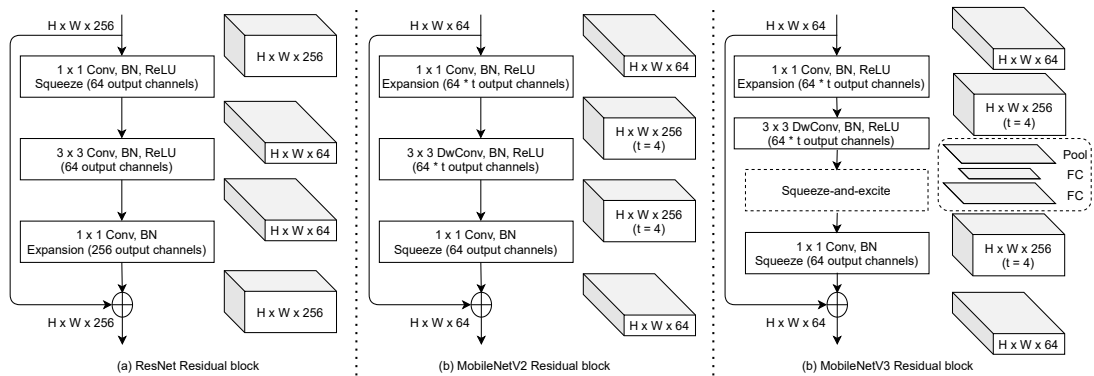 H x W x 256
1 x 1 Conv, BN, ReLU
Squeeze (64 output channels)
3 x 3 Conv, BN, ReLU
(64 output channels)
1 x 1 Conv, BN
Expansion (256 output channels)
H x W x 256
H x W x 256
H x W x 64
H x W x 64
H x W x 256
(a) ResNet Residual block
H x W x 64
1 x 1 Conv, BN, ReLU
Expansion (64 * t output channels)
3 x 3 DwConv, BN, ReLU
(64 * t output channels)
1 x 1 Conv, BN
Squeeze (64 output channels)
H x W x 64
H x W x 64
H x W x 256
(t = 4)
H x W x 256
(t = 4)
H x W x 64
(b) MobileNetV2 Residual block
H x W x 64
1 x 1 Conv, BN, ReLU
Expansion (64 * t output channels)
3 x 3 DwConv, BN, ReLU
(64 * t output channels)
Squeeze-and-excite
1 x 1 Conv, BN
Squeeze (64 output channels)
H x W x 64
H x W x 64
H x W x 256
(t = 4)
Pool
FC
FC
H x W x 256
(t = 4)
H x W x 64
(b) MobileNetV3 Residual block